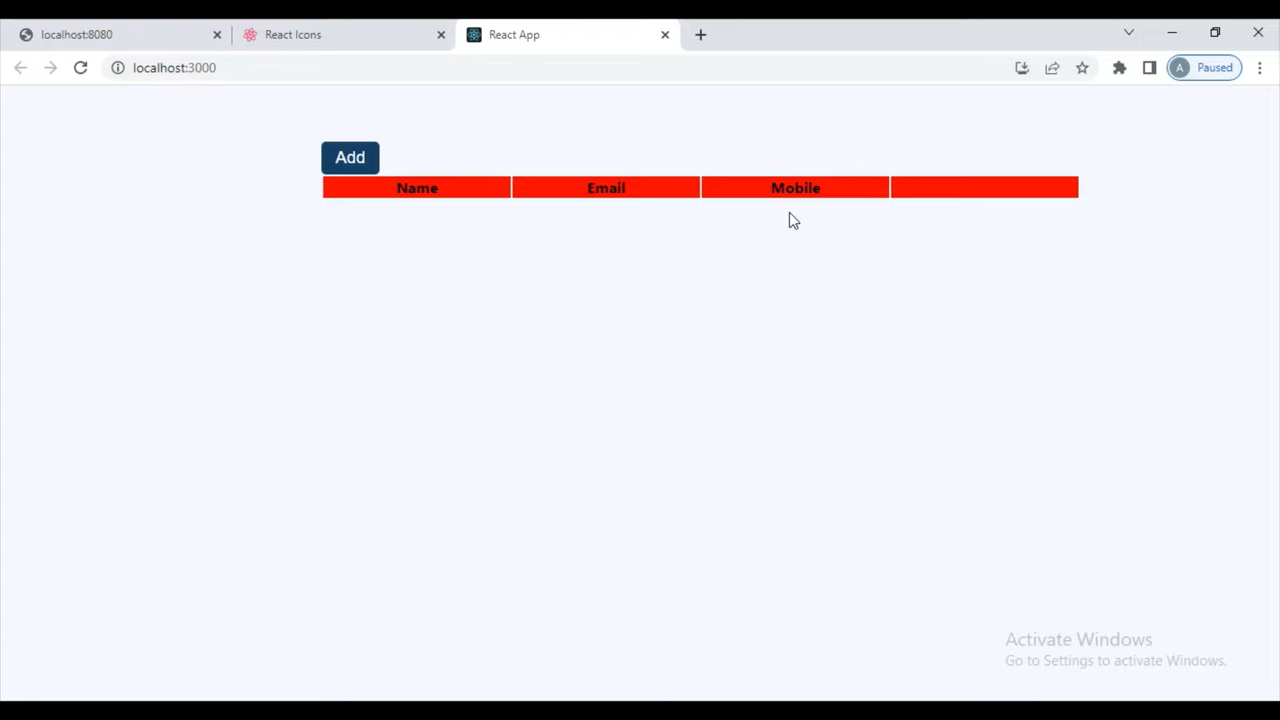 localhost:8080 React Icons React App
localhost:3000 A Paused
Add
Name Email Mobile
Activate Windows
Go to Settings to activate Windows.